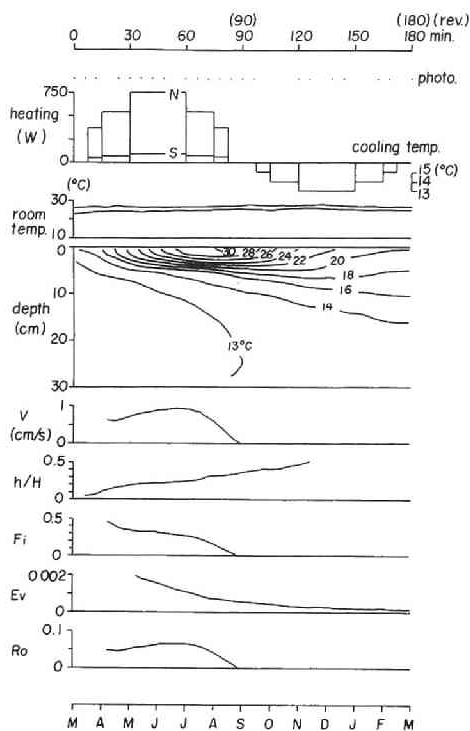 (90) (180) (rev.)
0 30 60 90 120 150 180 min.
photo.
heating (W)
750
0
N
S
cooling temp.
15 (°C)
14
13
(°C)
room temp.
30
10
depth (cm)
0
10
20
30
30 28 26 24 22 20
18
16
14
13°C
V (cm/s)
1
0
h/H
0.5
0
Fi
0.5
0
Ev
0.002
0
Ro
0.1
0
M A M J J A S O N D J F M